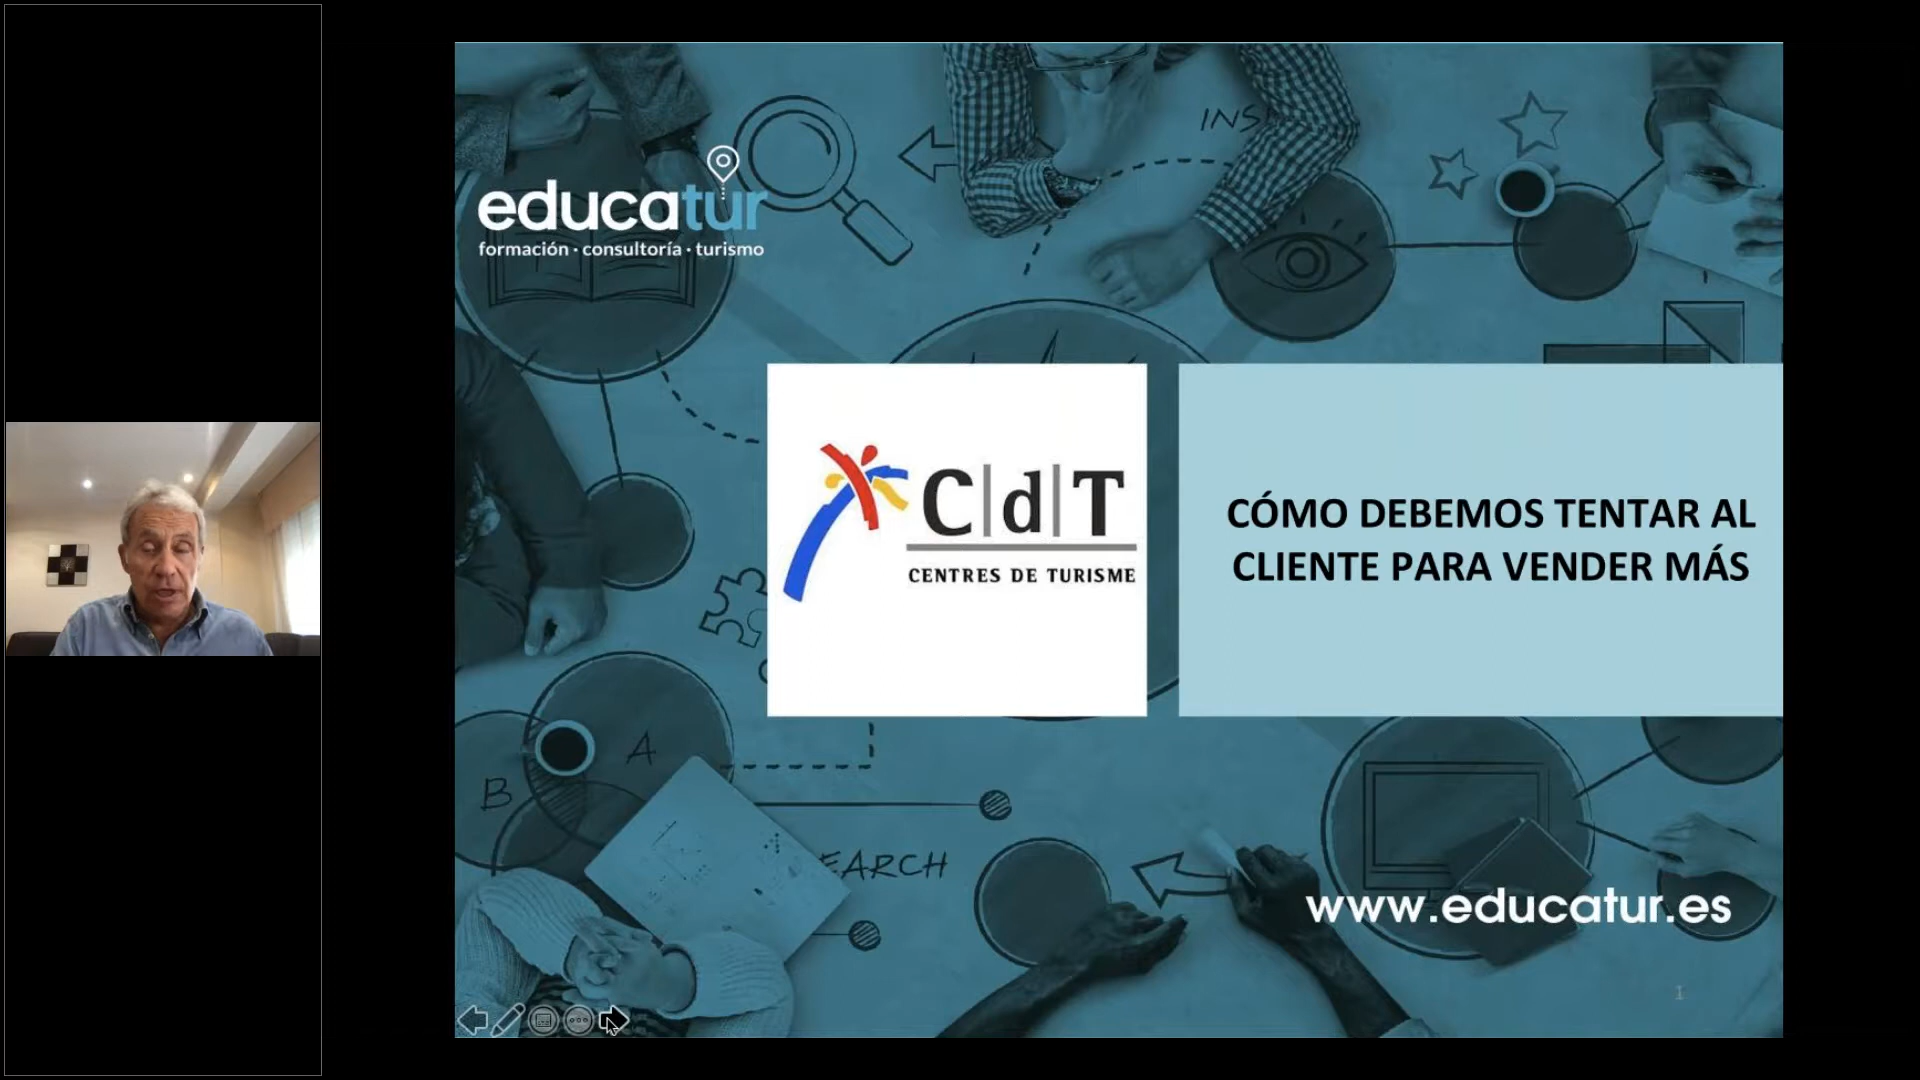 INS
educatur
formación · consultoría · turismo
C|d|T
CENTRES DE TURISME
CÓMO DEBEMOS TENTAR AL
CLIENTE PARA VENDER MÁS
A
B
EARCH
www.educatur.es
1